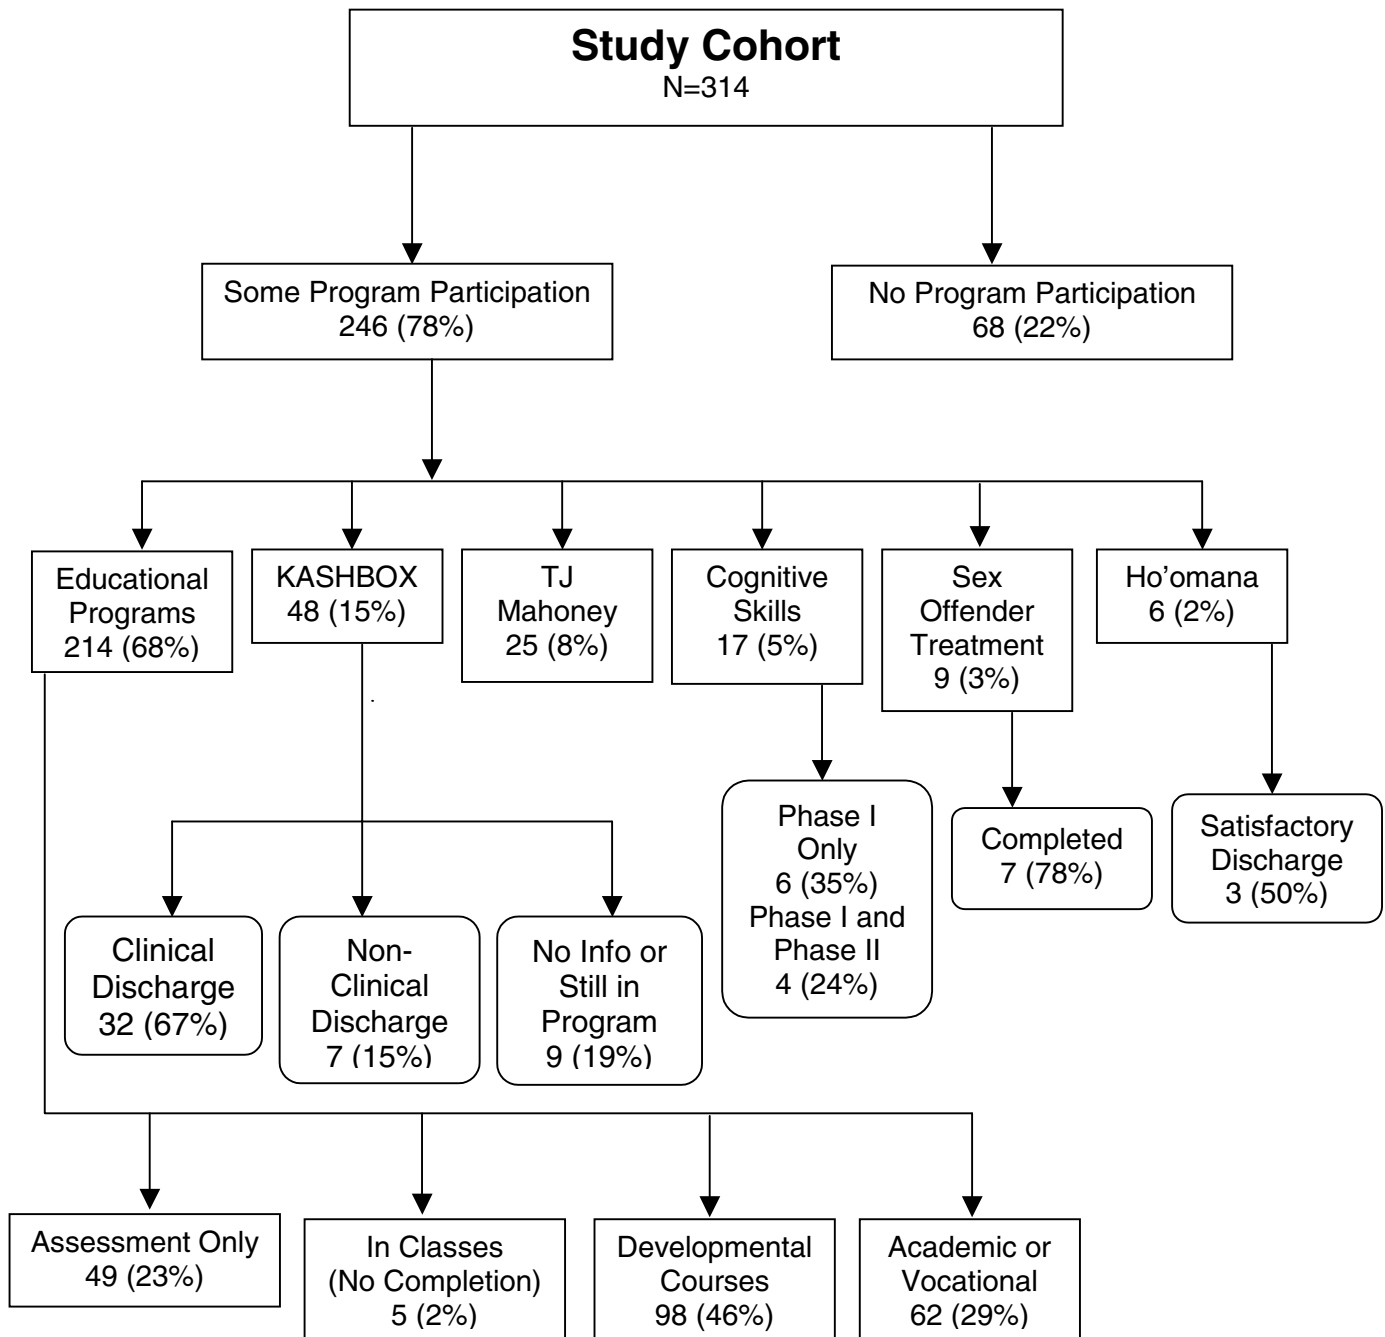 Study Cohort
N=314
Some Program Participation
246 (78%)
No Program Participation
68 (22%)
Educational
Programs
214 (68%)
KASHBOX
48 (15%)
TJ
Mahoney
25 (8%)
Cognitive
Skills
17 (5%)
Sex
Offender
Treatment
9 (3%)
Ho’omana
6 (2%)
Phase I
Only
6 (35%)
Phase I and
Phase II
4 (24%)
Completed
7 (78%)
Satisfactory
Discharge
3 (50%)
Clinical
Discharge
32 (67%)
Non-
Clinical
Discharge
7 (15%)
No Info or
Still in
Program
9 (19%)
Assessment Only
49 (23%)
In Classes
(No Completion)
5 (2%)
Developmental
Courses
98 (46%)
Academic or
Vocational
62 (29%)